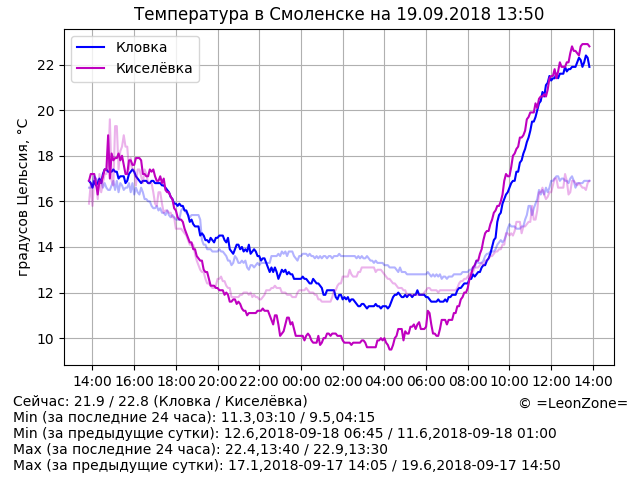 Температура в Смоленске на 19.09.2018 13:50
Кловка
Киселёвка
градусов Цельсия, °C
22
20
18
16
14
12
10
14:00 16:00 18:00 20:00 22:00 00:00 02:00 04:00 06:00 08:00 10:00 12:00 14:00
Сейчас: 21.9 / 22.8 (Кловка / Киселёвка)
© =LeonZone=
Min (за последние 24 часа): 11.3,03:10 / 9.5,04:15
Min (за предыдущие сутки): 12.6,2018-09-18 06:45 / 11.6,2018-09-18 01:00
Max (за последние 24 часа): 22.4,13:40 / 22.9,13:30
Max (за предыдущие сутки): 17.1,2018-09-17 14:05 / 19.6,2018-09-17 14:50